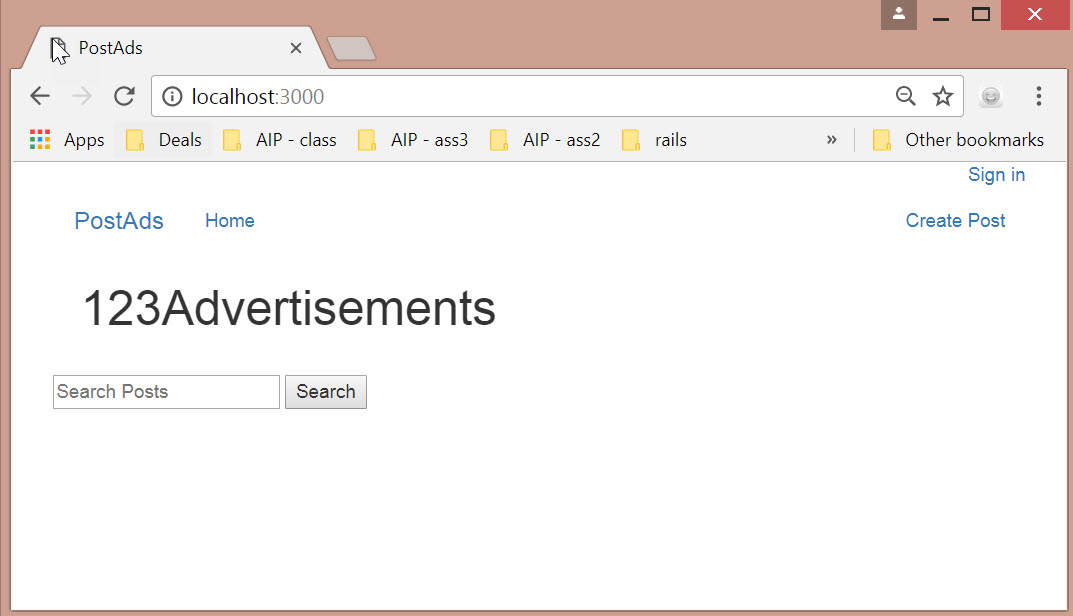 PostAds
localhost:3000
Apps Deals AIP - class AIP - ass3 AIP - ass2 rails » Other bookmarks
Sign in
PostAds Home Create Post
123Advertisements
Search Posts Search